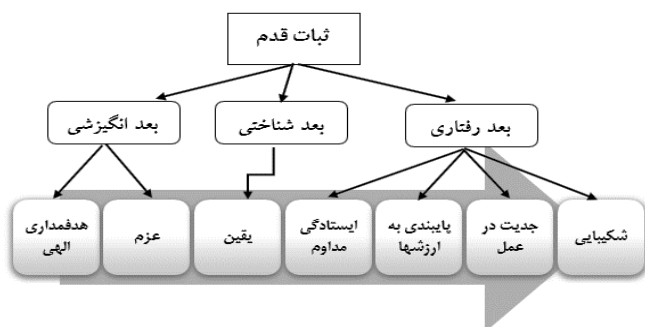 ثبات قدم
بعد رفتاری
بعد شناختی
بعد انگیزشی
شکیبایی
جدیت در
عمل
پایبندی به
ارزشها
ایستادگی
مداوم
یقین
عزم
هدفمداری
الهی